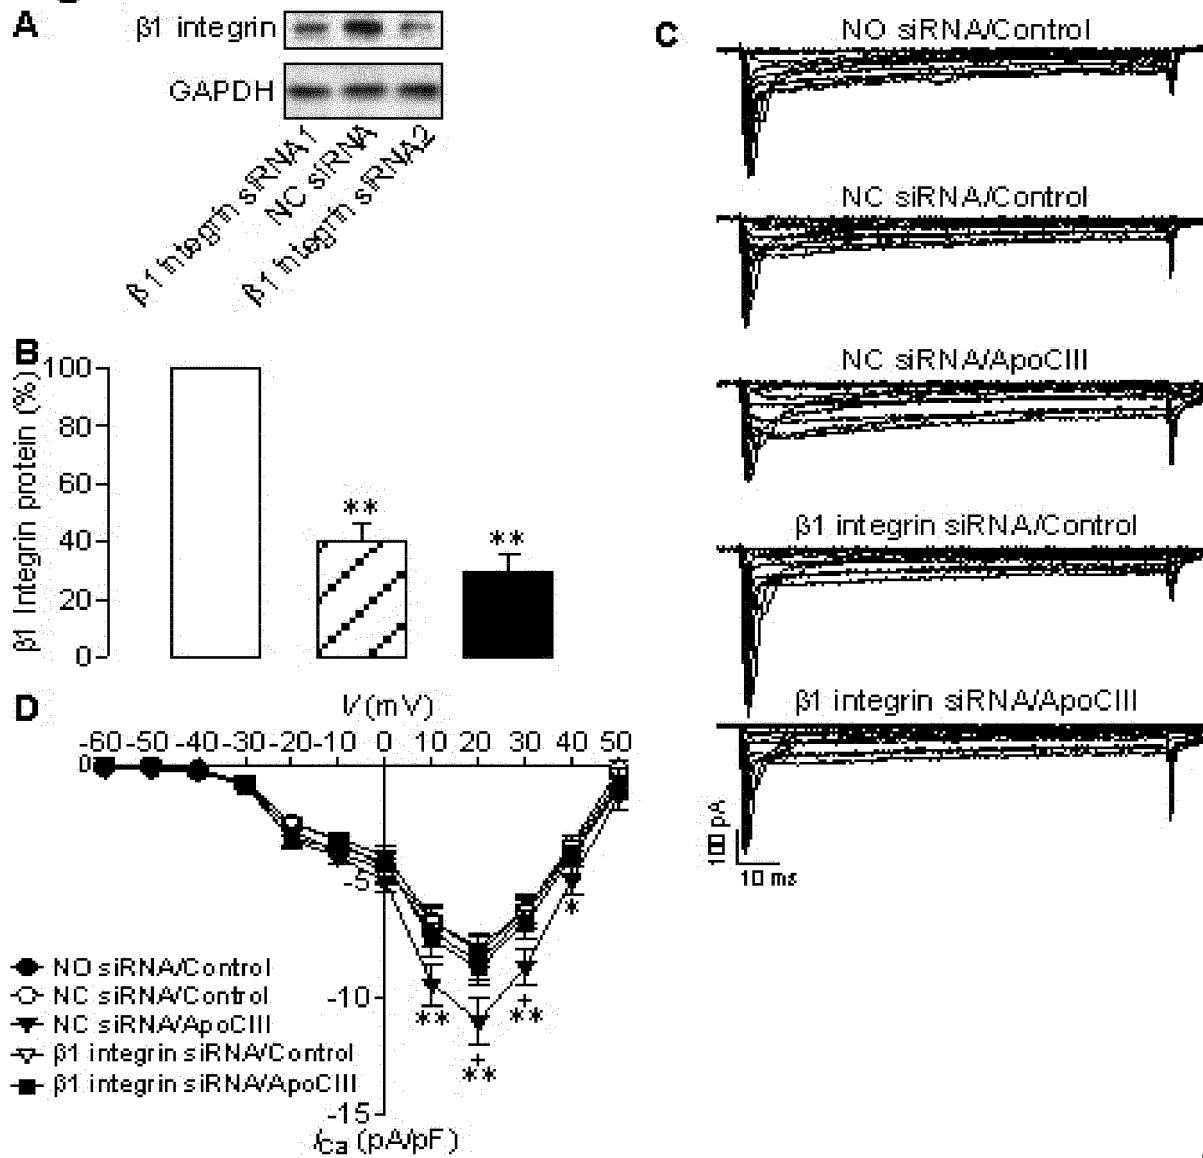 A
β1 integrin
GAPDH
β1 integrin siRNA1
NC siRNA
β1 integrin siRNA2
B
β1 Integrin protein (%)
100
80
60
40
20
0
**
**
C
NO siRNA/Control
NC siRNA/Control
NC siRNA/ApoCIII
β1 integrin siRNA/Control
β1 integrin siRNA/ApoCIII
100 pA
10 ms
D
V (mV)
-60 -50 -40 -30 -20 -10 0 10 20 30 40 50
0
-5
-10
-15
*
**
+
**
+
**
NO siRNA/Control
NC siRNA/Control
NC siRNA/ApoCIII
β1 integrin siRNA/Control
β1 integrin siRNA/ApoCIII
ICa (pA/pF)